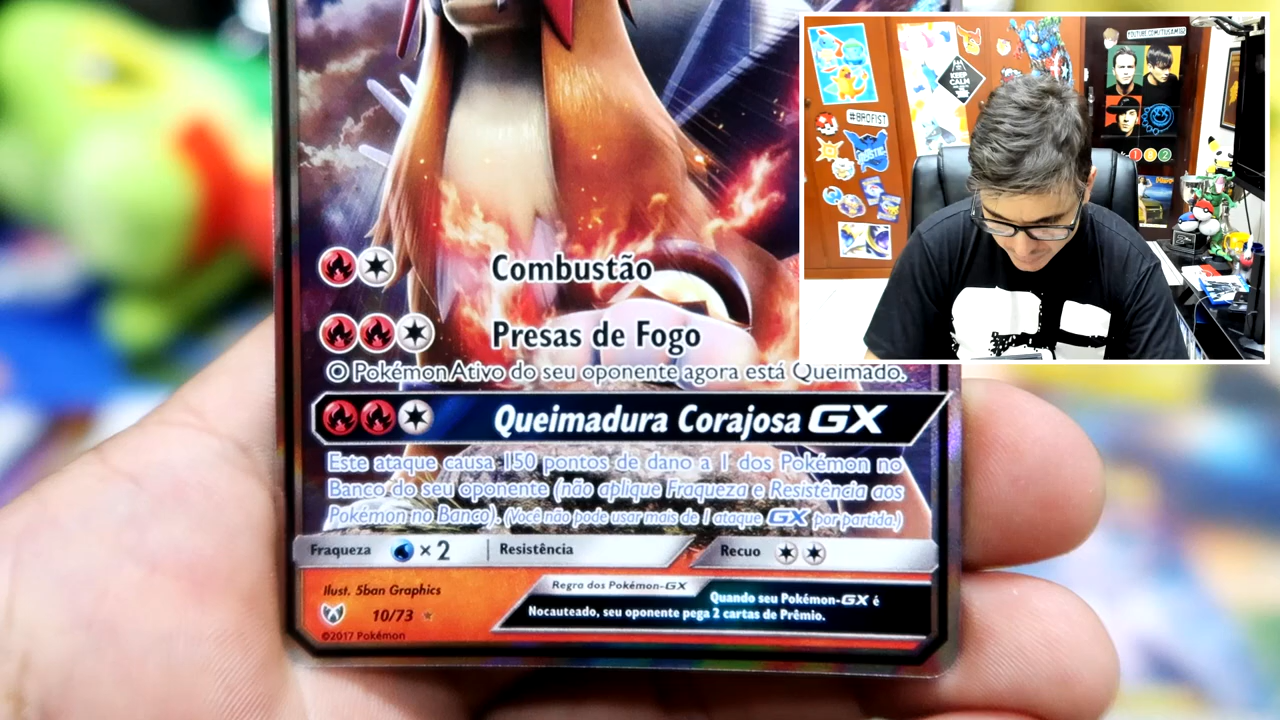 Combustão
Presas de Fogo
O Pokémon Ativo do seu oponente agora está Queimado.
Queimadura Corajosa GX
Este ataque causa 150 pontos de dano a 1 dos Pokémon no
Banco do seu oponente (não aplique Fraqueza e Resistência aos
Pokémon no Banco). (Você não pode usar mais de 1 ataque GX por partida.)
Fraqueza ×2 Resistência Recuo
Ilust. 5ban Graphics
10/73
©2017 Pokémon
Regra dos Pokémon-GX
Quando seu Pokémon-GX é
Nocauteado, seu oponente pega 2 cartas de Prêmio.
KEEP
CALM
#BROFIST
182